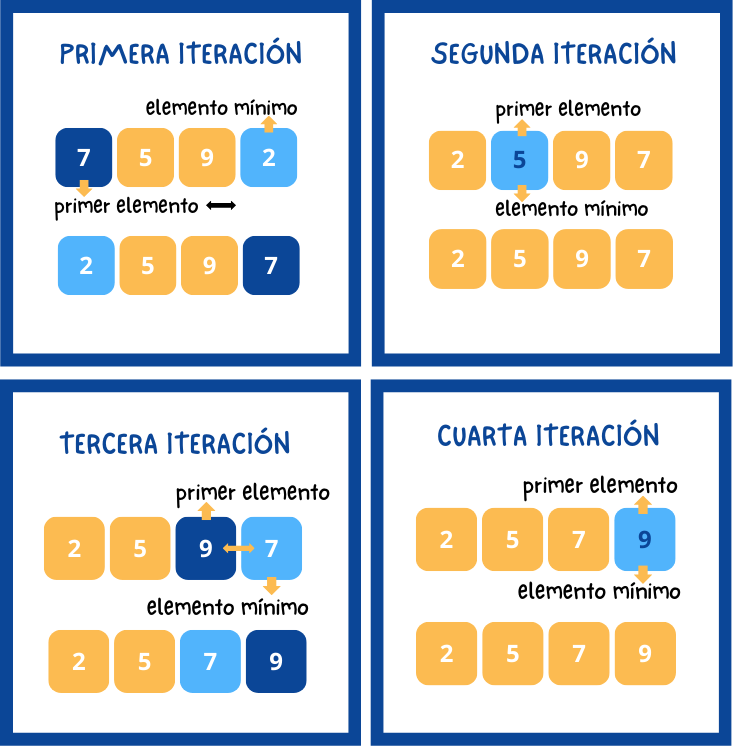 PRIMERA ITERACIÓN
elemento mínimo
7 5 9 2
primer elemento
2 5 9 7
SEGUNDA ITERACIÓN
primer elemento
2 5 9 7
elemento mínimo
2 5 9 7
TERCERA ITERACIÓN
primer elemento
2 5 9 7
elemento mínimo
2 5 7 9
CUARTA ITERACIÓN
primer elemento
2 5 7 9
elemento mínimo
2 5 7 9